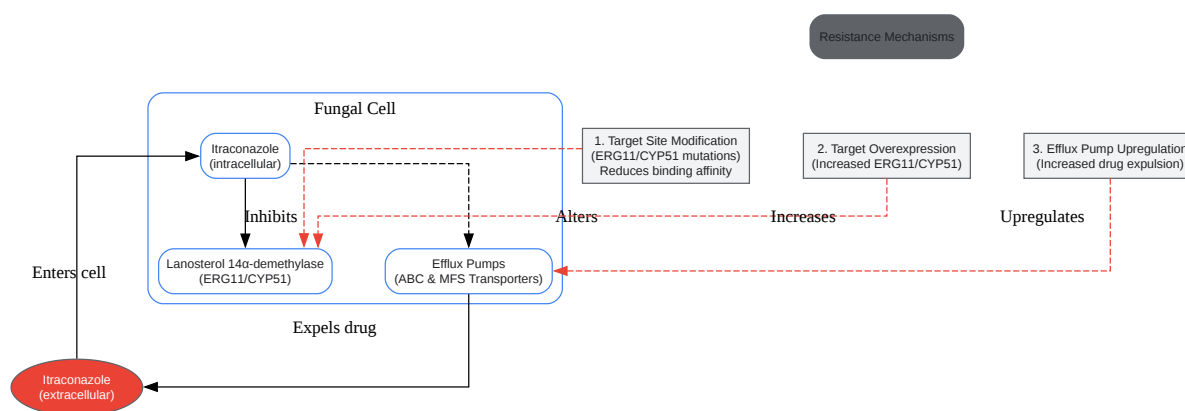 Resistance Mechanisms
Fungal Cell
Itraconazole
(intracellular)
1. Target Site Modification
(ERG11/CYP51 mutations)
Reduces binding affinity
2. Target Overexpression
(Increased ERG11/CYP51)
3. Efflux Pump Upregulation
(Increased drug expulsion)
Inhibits
Alters
Increases
Upregulates
Enters cell
Lanosterol 14α-demethylase
(ERG11/CYP51)
Efflux Pumps
(ABC & MFS Transporters)
Expels drug
Itraconazole
(extracellular)